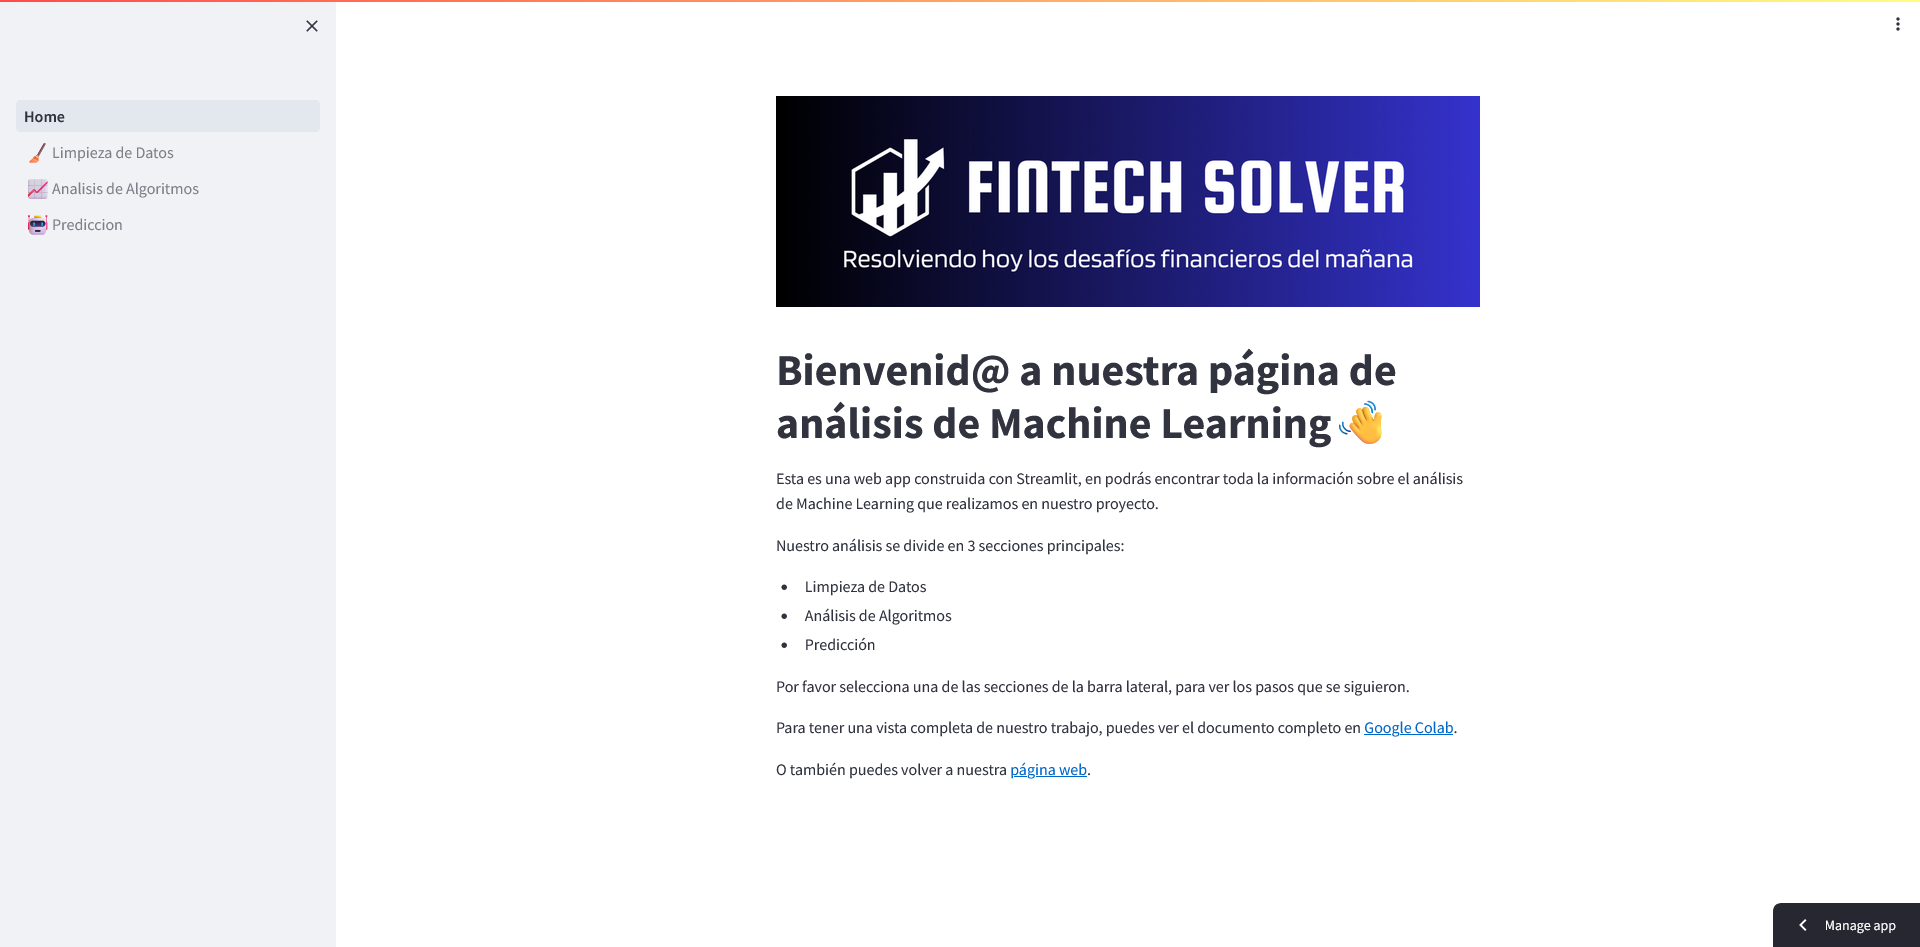 Home
Limpieza de Datos
Analisis de Algoritmos
Prediccion
FINTECH SOLVER
Resolviendo hoy los desafíos financieros del mañana
Bienvenid@ a nuestra página de
análisis de Machine Learning 👋
Esta es una web app construida con Streamlit, en podrás encontrar toda la información sobre el análisis
de Machine Learning que realizamos en nuestro proyecto.
Nuestro análisis se divide en 3 secciones principales:
• Limpieza de Datos
• Análisis de Algoritmos
• Predicción
Por favor selecciona una de las secciones de la barra lateral, para ver los pasos que se siguieron.
Para tener una vista completa de nuestro trabajo, puedes ver el documento completo en Google Colab.
O también puedes volver a nuestra página web.
Manage app